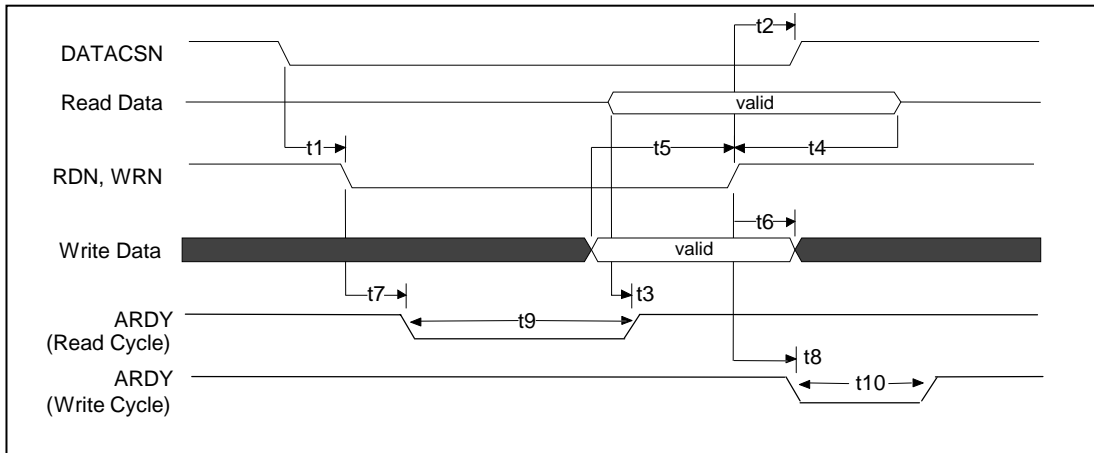 t2
DATACSN
Read Data
valid
t1
t5
t4
RDN, WRN
t6
Write Data
valid
t7
t3
ARDY
t9
(Read Cycle)
t8
ARDY
t10
(Write Cycle)